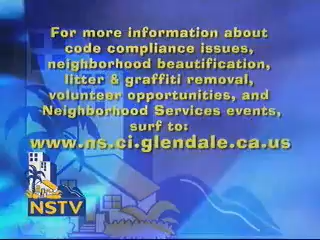 For more information about
code compliance issues,
neighborhood beautification,
litter & graffiti removal,
volunteer opportunities, and
Neighborhood Services events,
surf to:
www.ns.ci.glendale.ca.us
NSTV